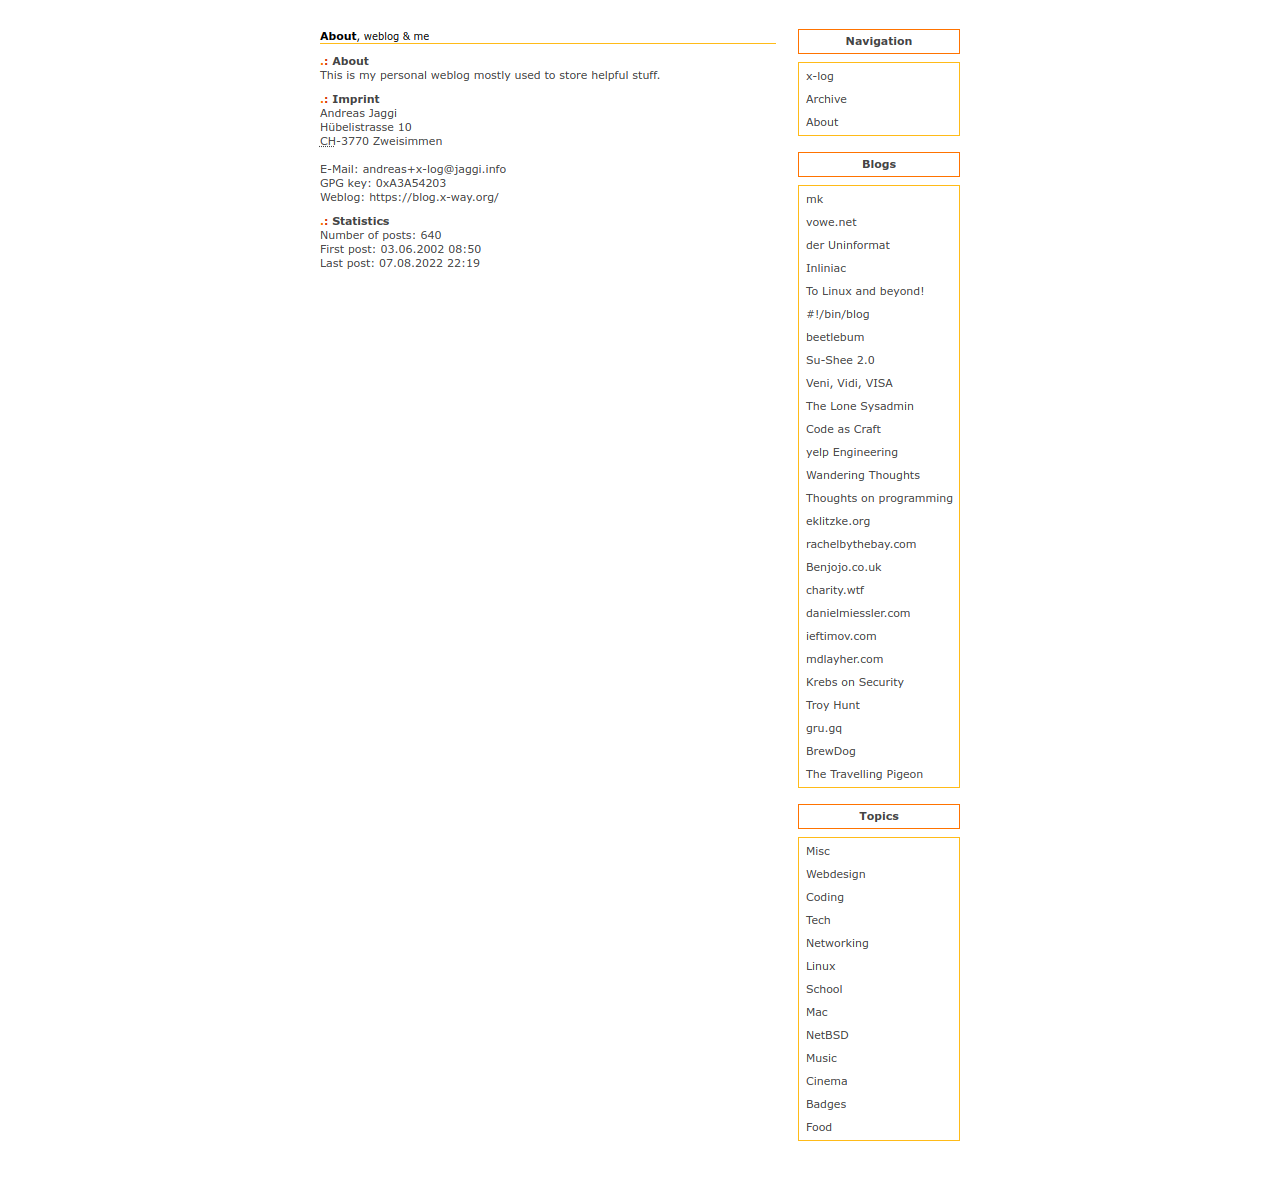 About, weblog & me
.: About
This is my personal weblog mostly used to store helpful stuff.
.: Imprint
Andreas Jaggi
Hübelistrasse 10
CH-3770 Zweisimmen
E-Mail: andreas+x-log@jaggi.info
GPG key: 0xA3A54203
Weblog: https://blog.x-way.org/
.: Statistics
Number of posts: 640
First post: 03.06.2002 08:50
Last post: 07.08.2022 22:19
Navigation
x-log
Archive
About
Blogs
mk
vowe.net
der Uninformat
Inliniac
To Linux and beyond!
#!/bin/blog
beetlebum
Su-Shee 2.0
Veni, Vidi, VISA
The Lone Sysadmin
Code as Craft
yelp Engineering
Wandering Thoughts
Thoughts on programming
eklitzke.org
rachelbythebay.com
Benjojo.co.uk
charity.wtf
danielmiessler.com
ieftimov.com
mdlayher.com
Krebs on Security
Troy Hunt
gru.gq
BrewDog
The Travelling Pigeon
Topics
Misc
Webdesign
Coding
Tech
Networking
Linux
School
Mac
NetBSD
Music
Cinema
Badges
Food